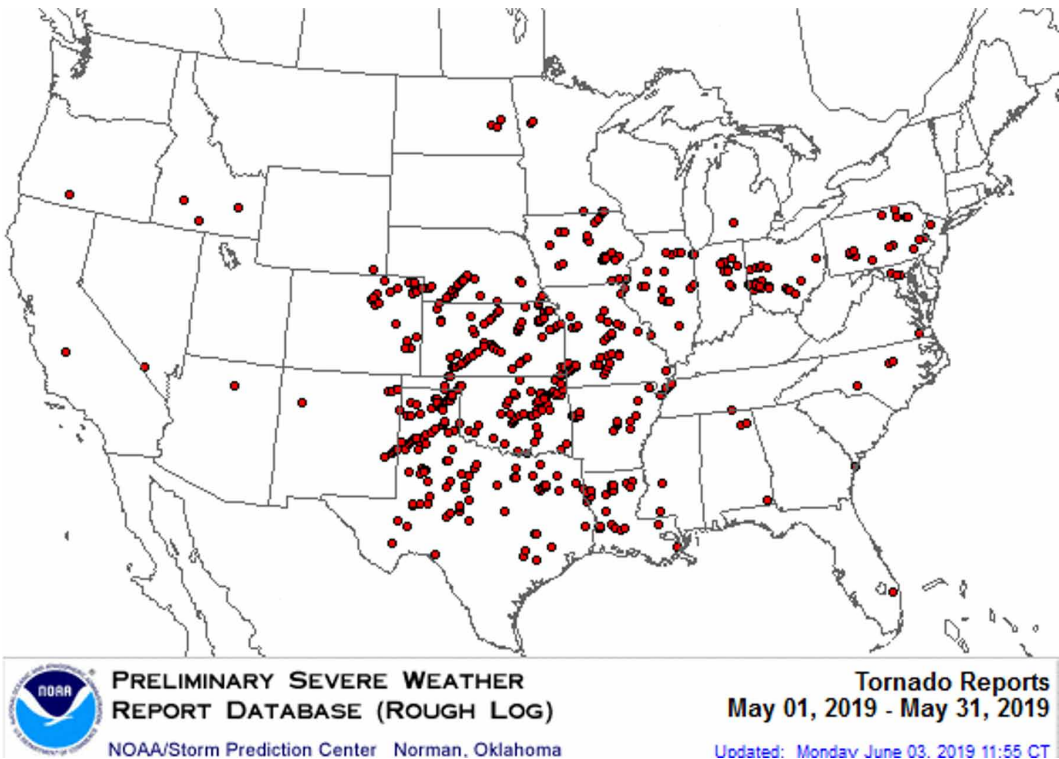 NOAA
PRELIMINARY SEVERE WEATHER
REPORT DATABASE (ROUGH LOG)
NOAA/Storm Prediction Center Norman, Oklahoma
Tornado Reports
May 01, 2019 - May 31, 2019
Updated: Monday June 03, 2019 11:55 CT